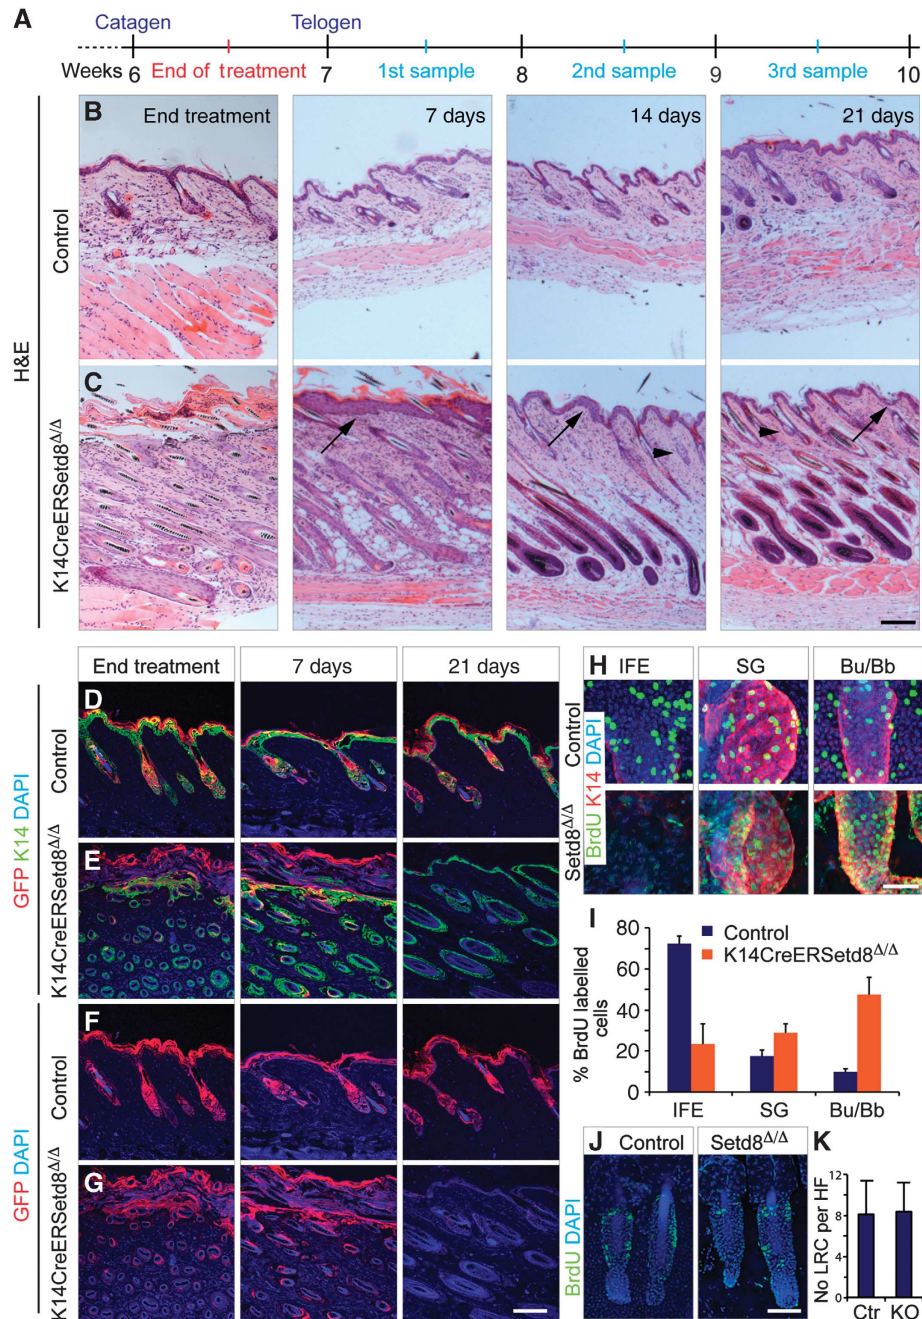 A
Catagen Telogen
Weeks 6 End of treatment 7 1st sample 8 2nd sample 9 3rd sample 10
H&E
Control
B End treatment 7 days 14 days 21 days
K14CreERSetd8Δ/Δ
C
End treatment 7 days 21 days
GFP K14 DAPI
Control
D
K14CreERSetd8Δ/Δ
E
GFP DAPI
Control
F
K14CreERSetd8Δ/Δ
G
H IFE SG Bu/Bb
BrdU K14 DAPI
Control
Setd8Δ/Δ
I
% BrdU labelled
cells
80
60
40
20
0
Control
K14CreERSetd8Δ/Δ
IFE SG Bu/Bb
J Control Setd8Δ/Δ
BrdU DAPI
K
No LRC per HF
12
8
4
0
Ctr KO